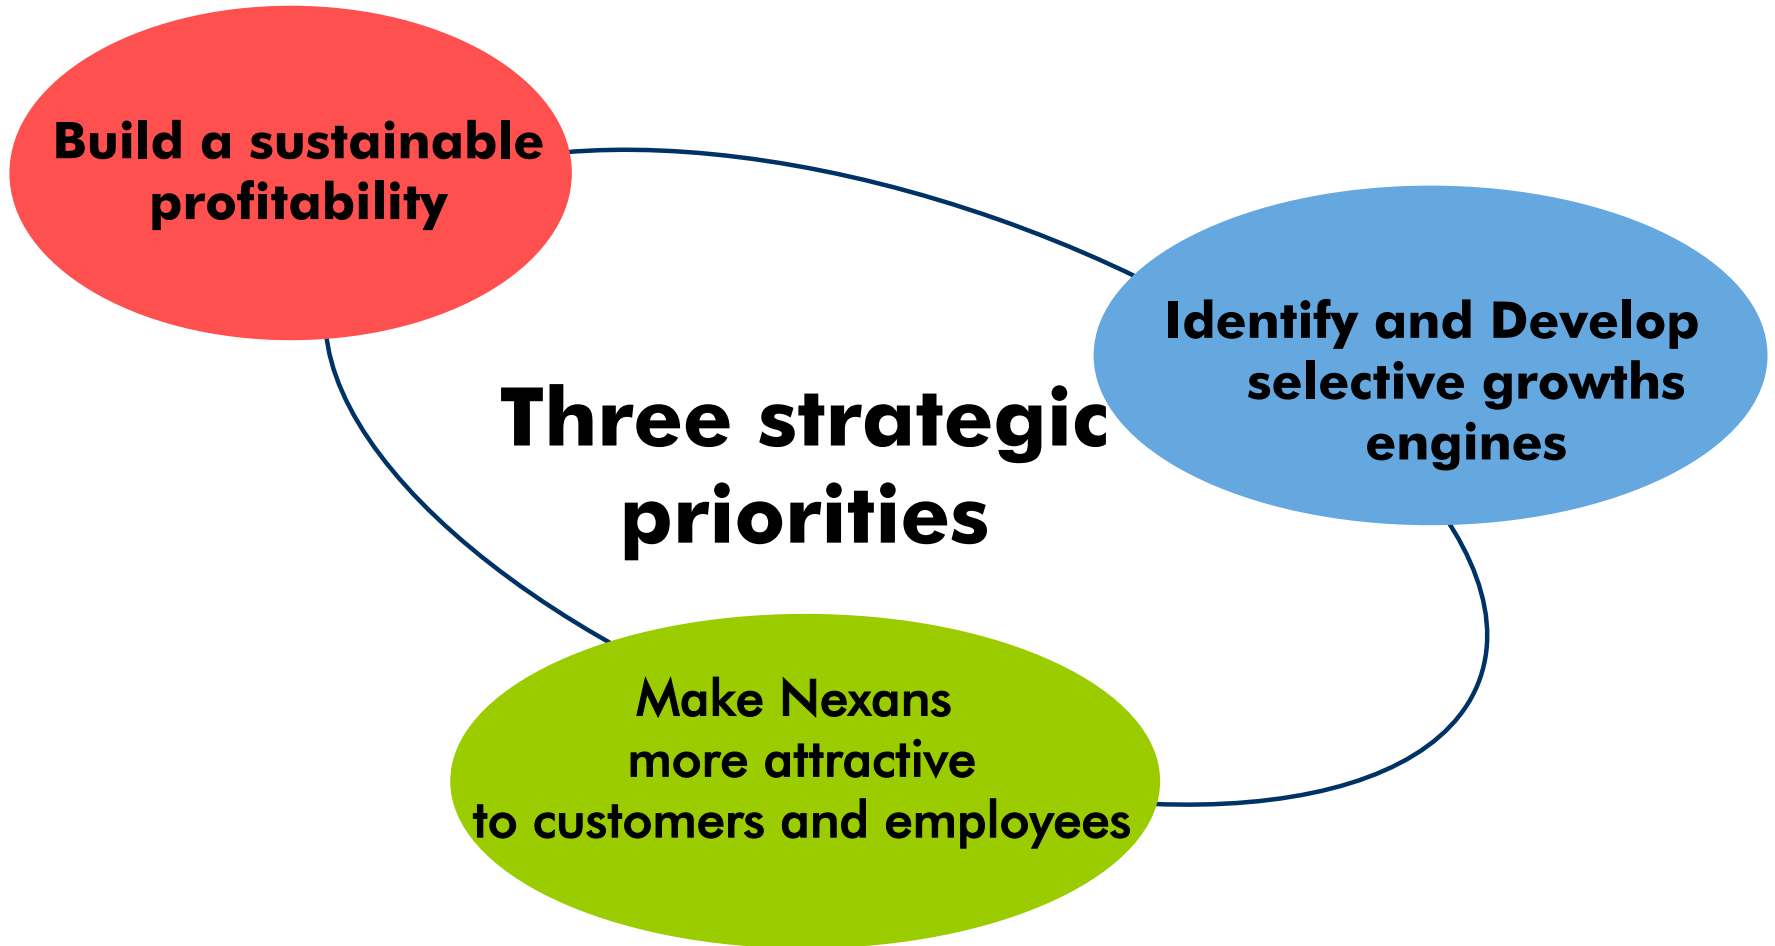 Build a sustainable
profitability
Identify and Develop
selective growths
engines
Three strategic
priorities
Make Nexans
more attractive
to customers and employees